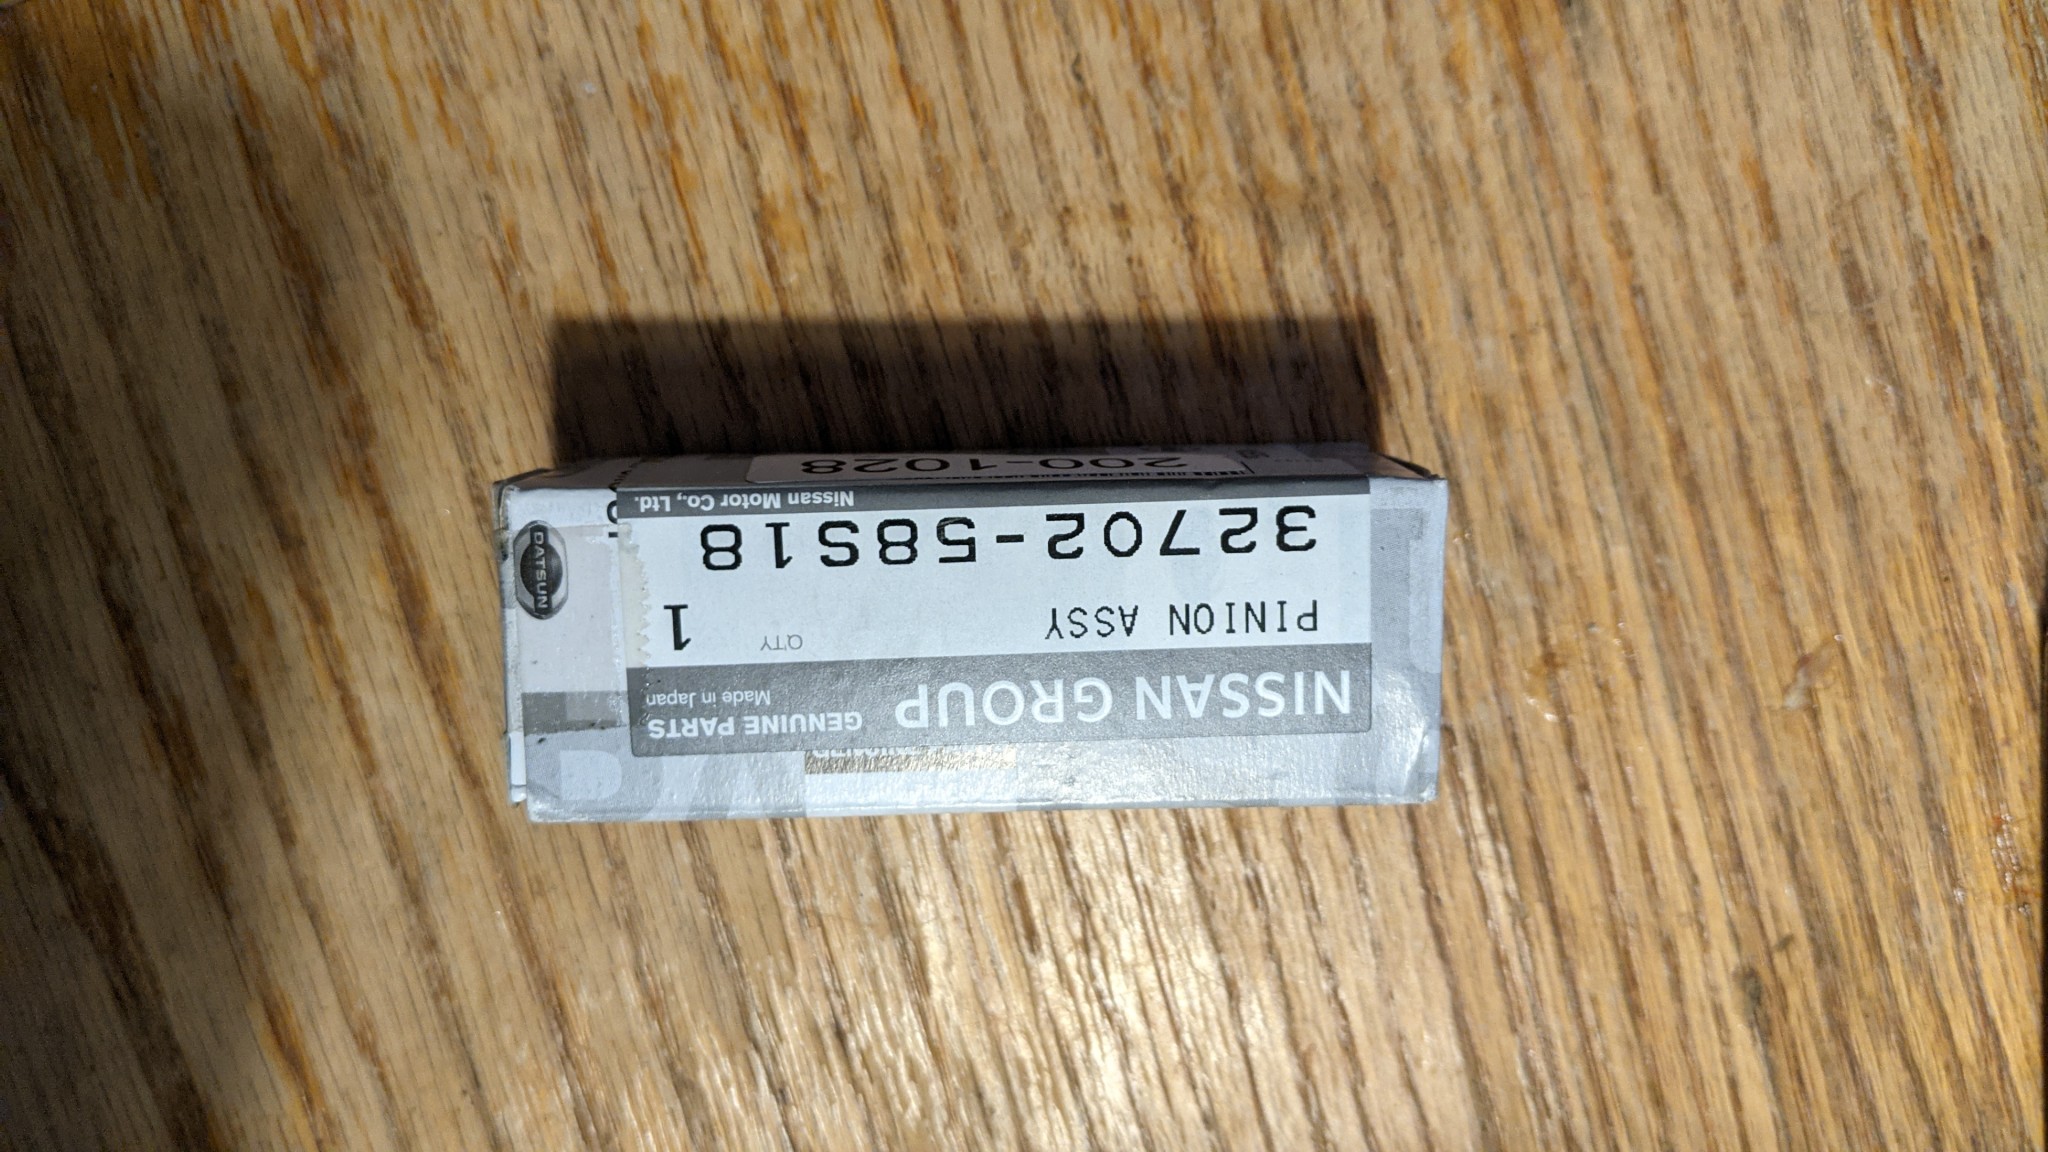 NISSAN GROUP GENUINE PARTS
Made in Japan
PINION ASSY
Q'TY 1
32702-58S18
Nissan Motor Co., Ltd.
200-1028
DATSUN